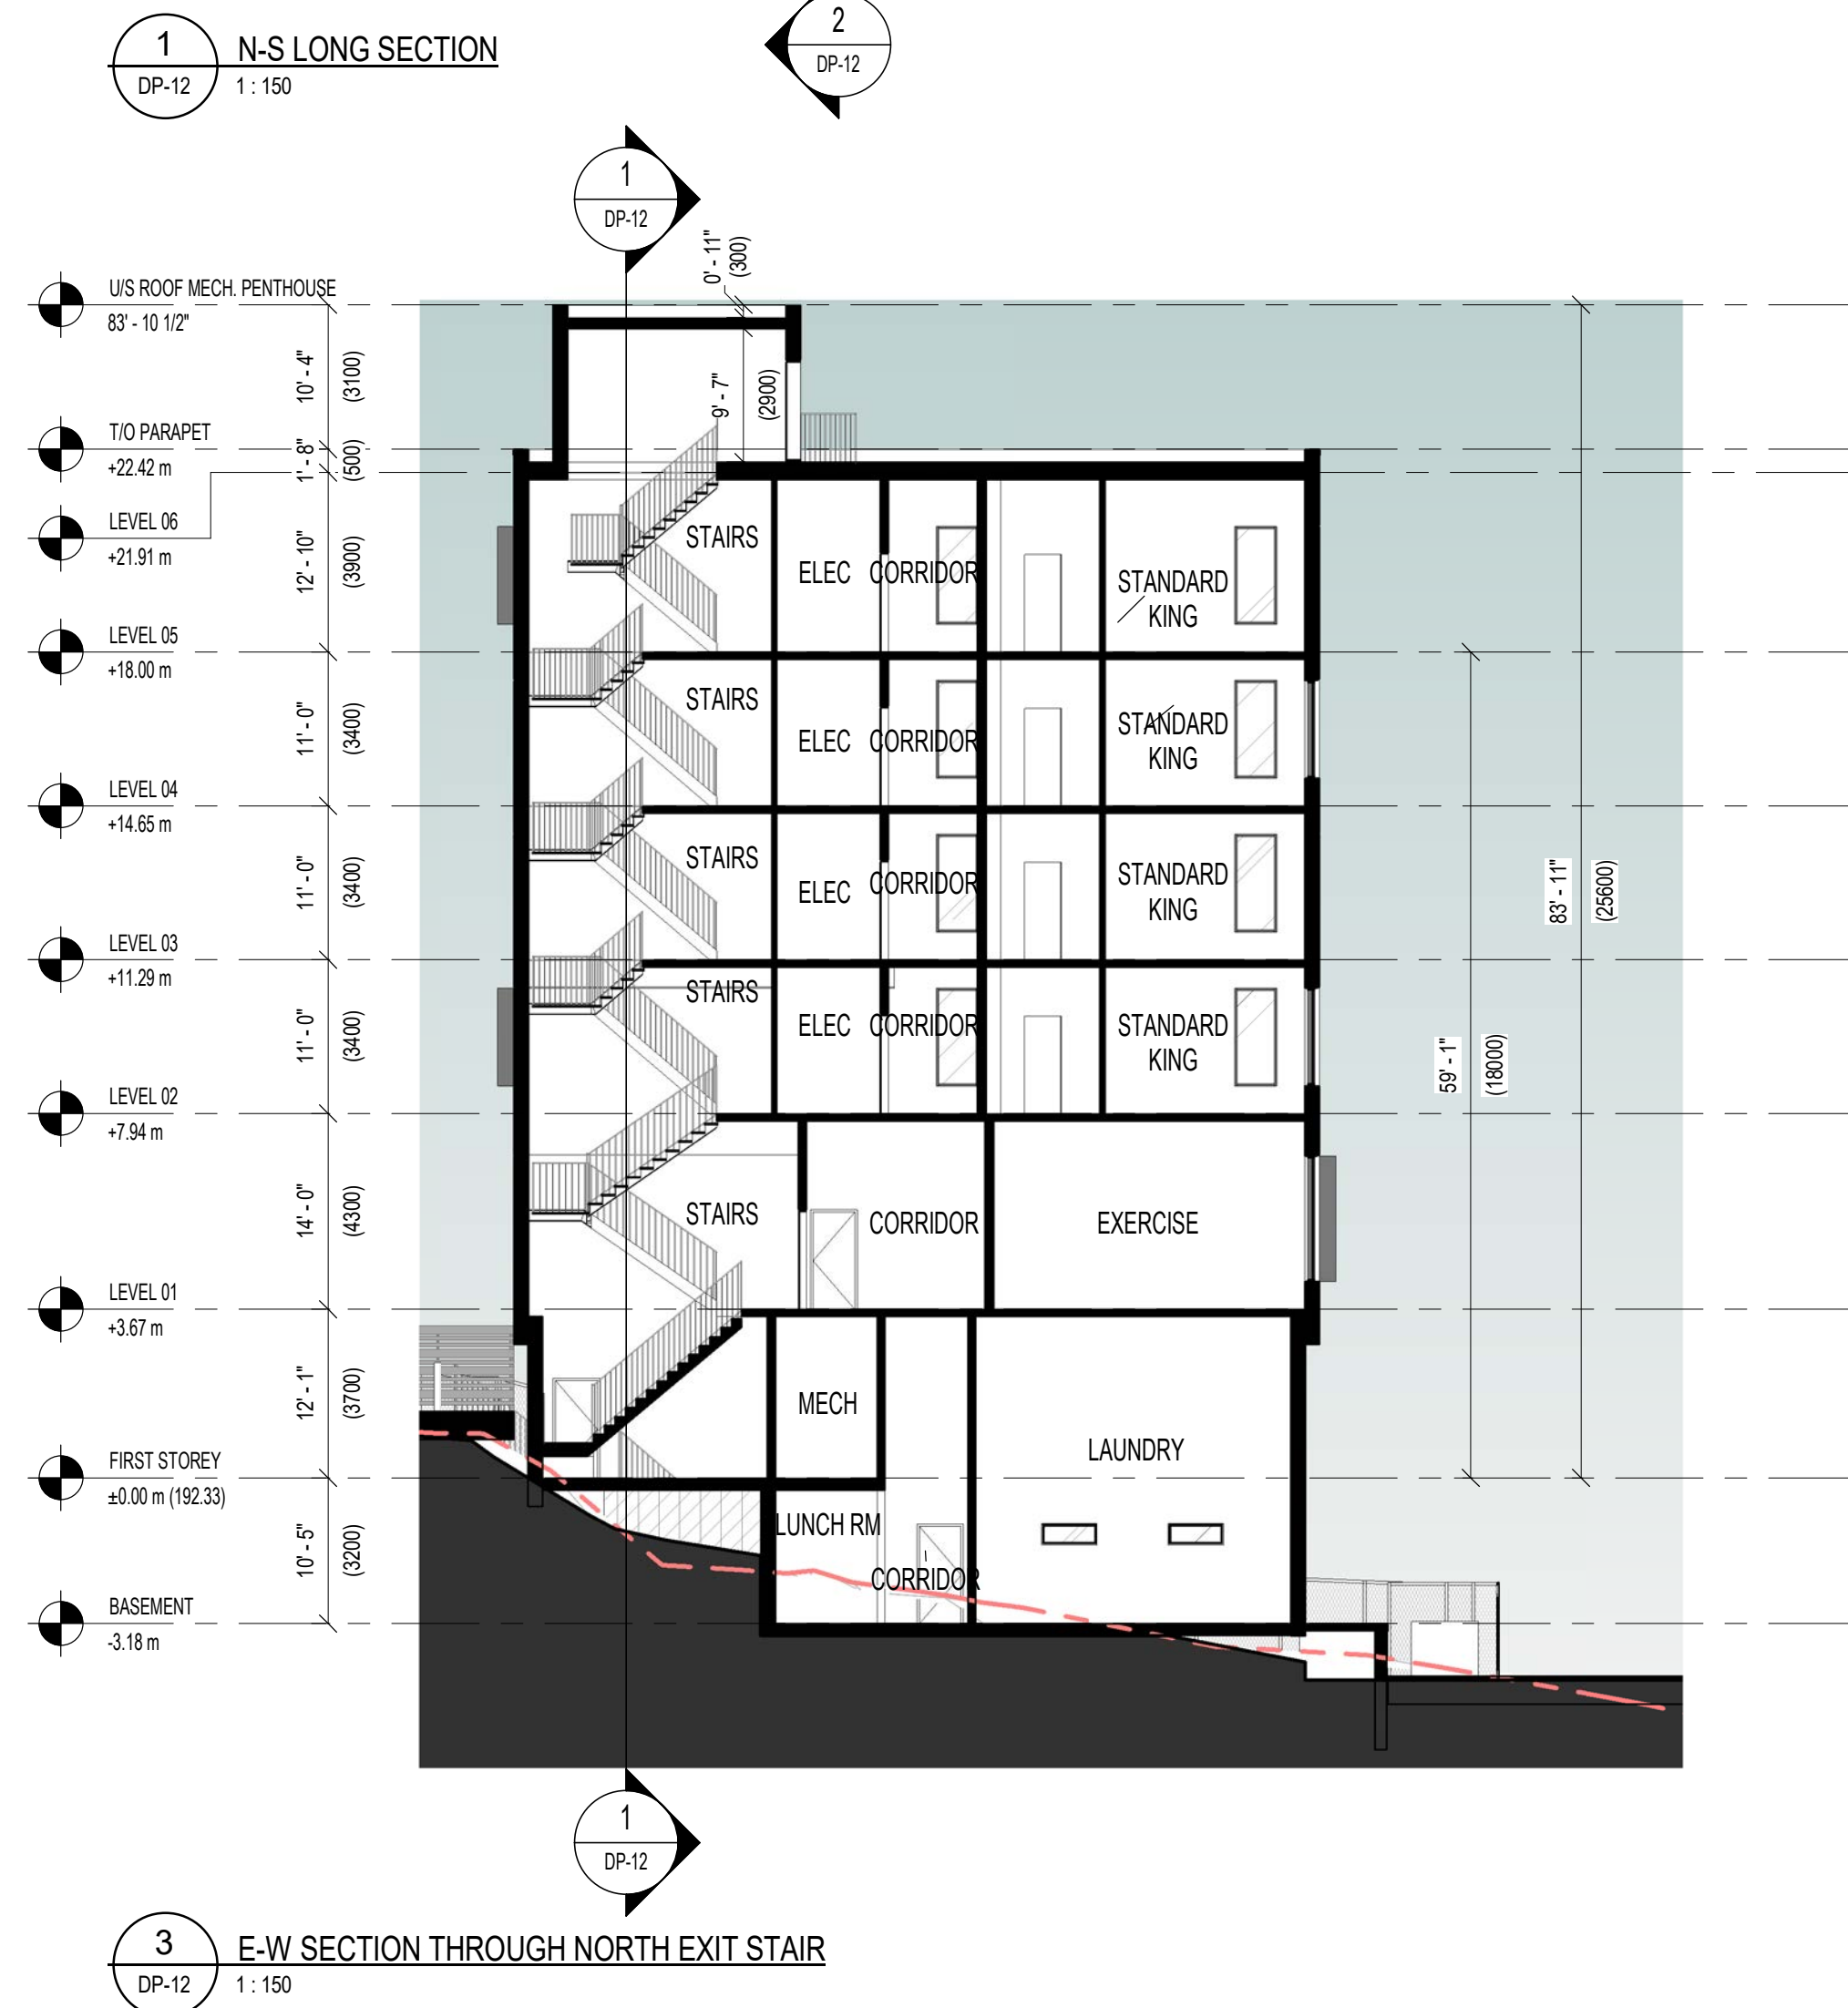 1
DP-12
N-S LONG SECTION
1 : 150
2
DP-12
1
DP-12
U/S ROOF MECH. PENTHOUSE
83' - 10 1/2"
T/O PARAPET
+22.42 m
LEVEL 06
+21.91 m
LEVEL 05
+18.00 m
LEVEL 04
+14.65 m
LEVEL 03
+11.29 m
LEVEL 02
+7.94 m
LEVEL 01
+3.67 m
FIRST STOREY
±0.00 m (192.33)
BASEMENT
-3.18 m
10' - 4"
(3100)
1' - 8"
(500)
12' - 10"
(3900)
11' - 0"
(3400)
11' - 0"
(3400)
11' - 0"
(3400)
14' - 0"
(4300)
12' - 1"
(3700)
10' - 5"
(3200)
0' - 11"
(300)
9' - 7"
(2900)
STAIRS
ELEC
CORRIDOR
STANDARD
KING
STAIRS
ELEC
CORRIDOR
STANDARD
KING
STAIRS
ELEC
CORRIDOR
STANDARD
KING
STAIRS
ELEC
CORRIDOR
STANDARD
KING
STAIRS
CORRIDOR
EXERCISE
MECH
LAUNDRY
LUNCH RM
CORRIDOR
59' - 1"
(18000)
83' - 11"
(25600)
1
DP-12
3
DP-12
E-W SECTION THROUGH NORTH EXIT STAIR
1 : 150